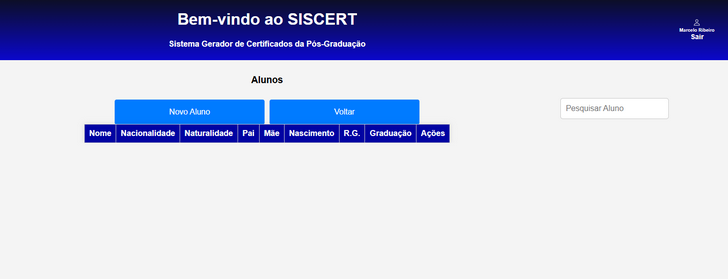 Bem-vindo ao SISCERT
Sistema Gerador de Certificados da Pós-Graduação
Marcelo Ribeiro
Sair
Alunos
Novo Aluno Voltar Pesquisar Aluno
Nome Nacionalidade Naturalidade Pai Mãe Nascimento R.G. Graduação Ações